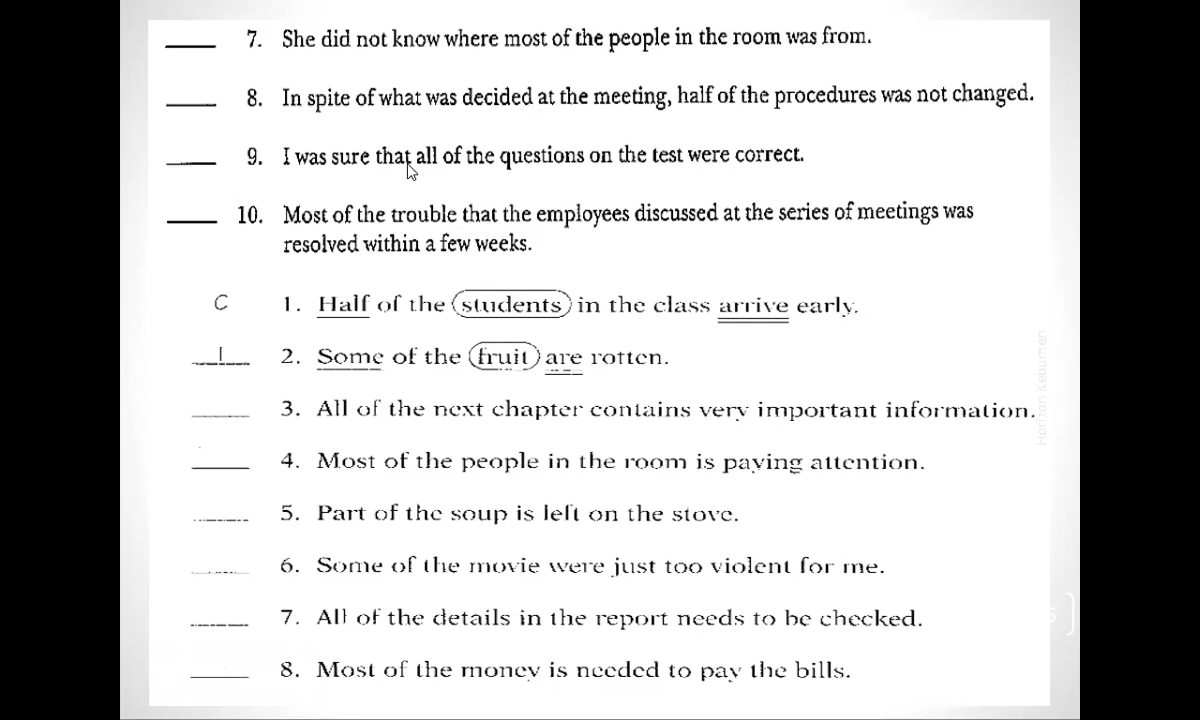 7. She did not know where most of the people in the room was from.
8. In spite of what was decided at the meeting, half of the procedures was not changed.
9. I was sure that all of the questions on the test were correct.
10. Most of the trouble that the employees discussed at the series of meetings was
resolved within a few weeks.
C 1. Half of the students in the class arrive early.
I 2. Some of the fruit are rotten.
3. All of the next chapter contains very important information.
4. Most of the people in the room is paying attention.
5. Part of the soup is left on the stove.
6. Some of the movie were just too violent for me.
7. All of the details in the report needs to be checked.
8. Most of the money is needed to pay the bills.
Horizon Kebumen